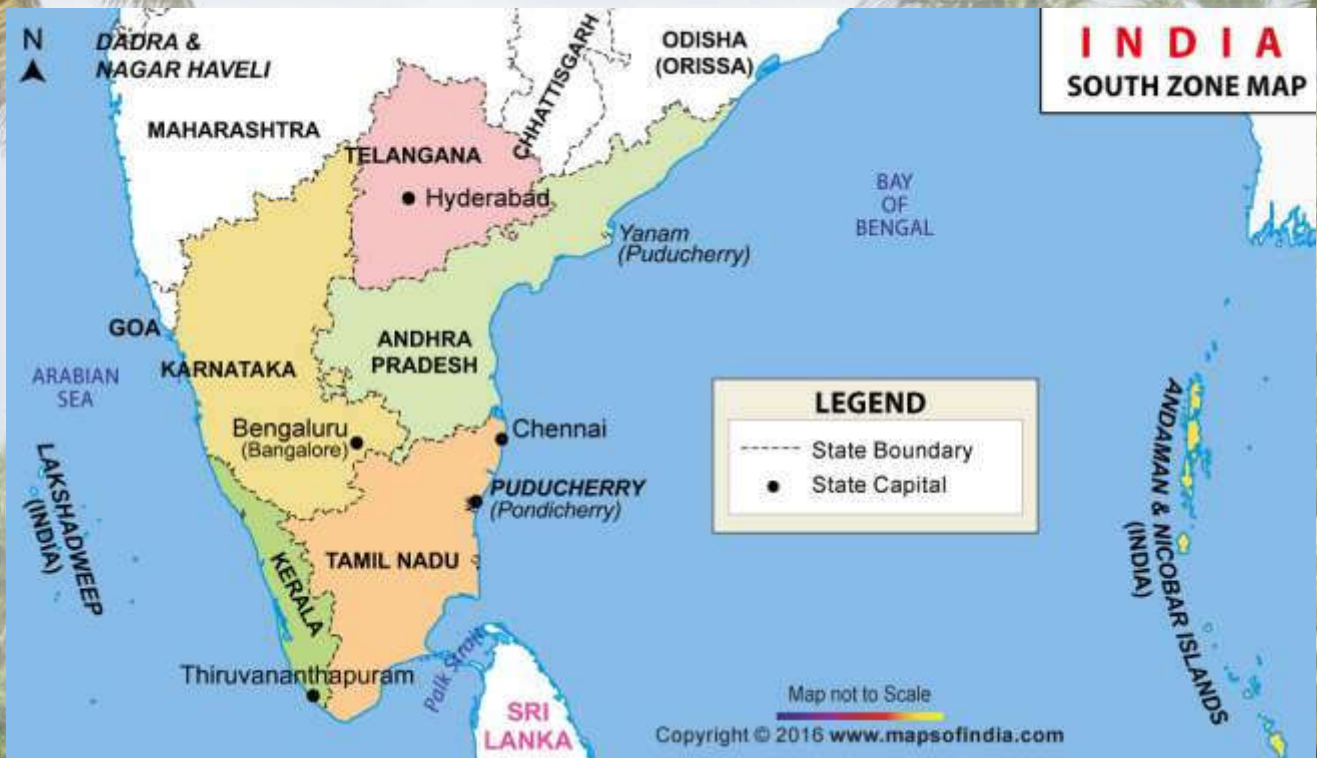 N
DADRA &
NAGAR HAVELI
MAHARASHTRA
CHHATTISGARH
ODISHA
(ORISSA)
I N D I A
SOUTH ZONE MAP
TELANGANA
Hyderabad
BAY
OF
BENGAL
Yanam
(Puducherry)
GOA
ARABIAN
SEA
KARNATAKA
ANDHRA
PRADESH
Bengaluru
(Bangalore)
Chennai
LEGEND
State Boundary
State Capital
LAKSHADWEEP
(INDIA)
PUDUCHERRY
(Pondicherry)
KERALA
TAMIL NADU
ANDAMAN & NICOBAR ISLANDS
(INDIA)
Thiruvananthapuram
Palk Strait
SRI
LANKA
Map not to Scale
Copyright © 2016 www.mapsofindia.com